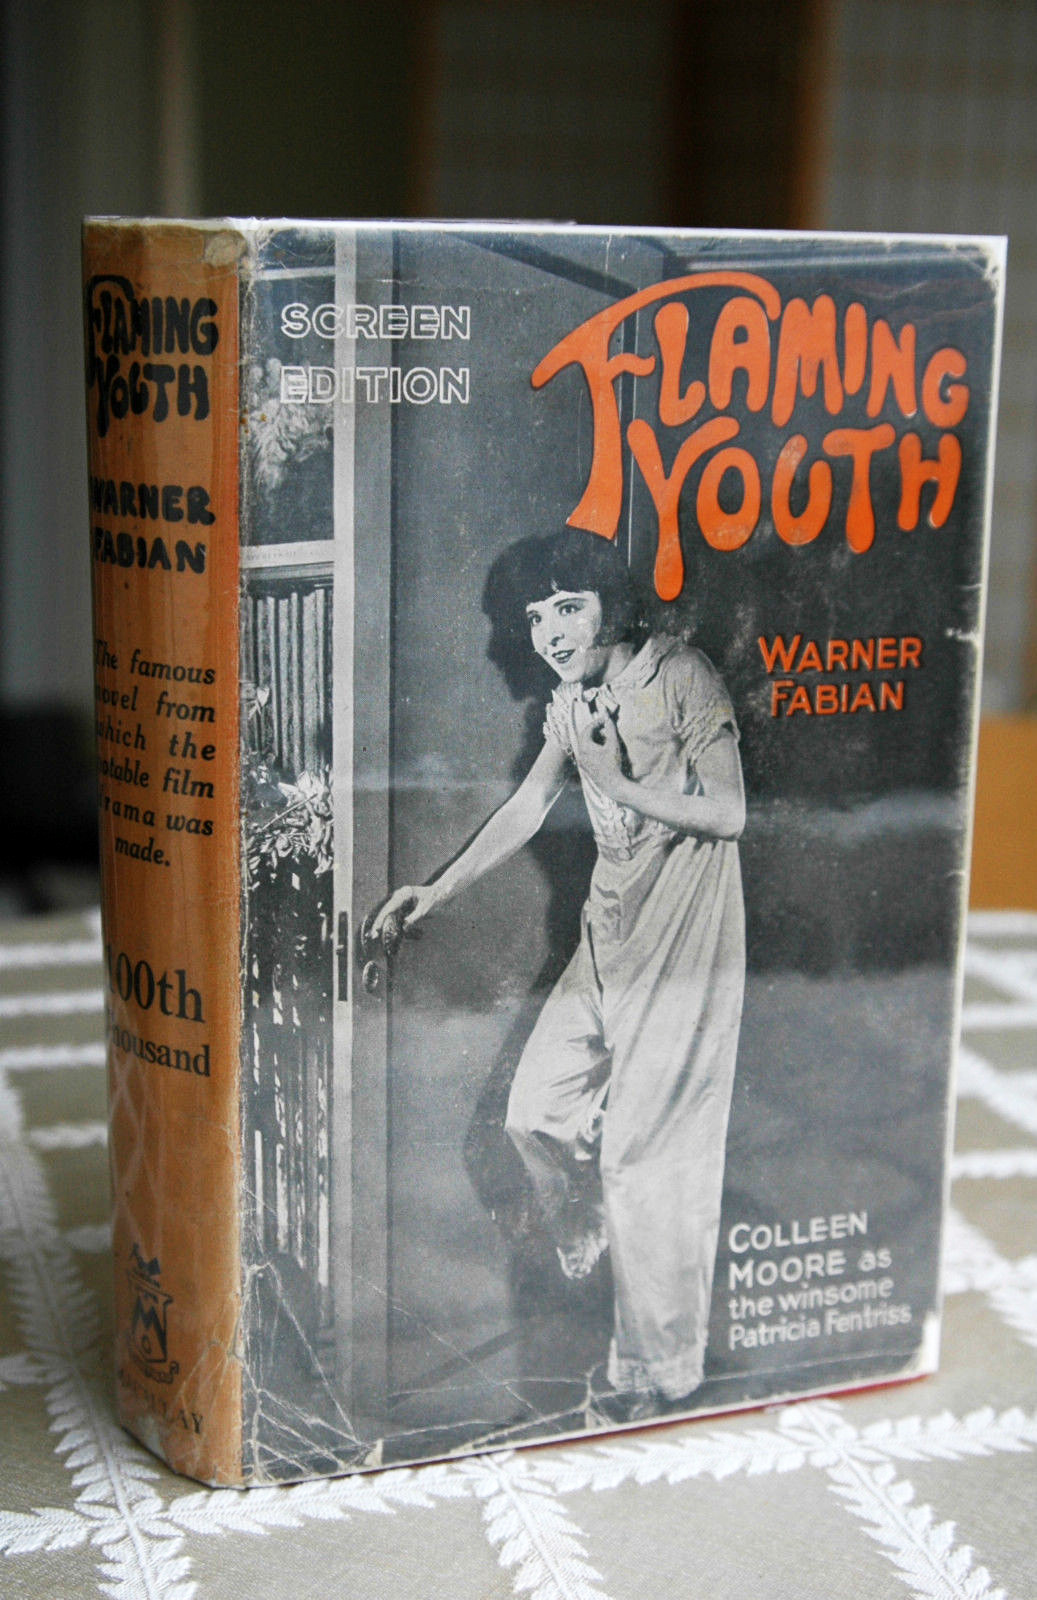 FLAMING
YOUTH
WARNER
FABIAN
The famous
novel from
which the
notable film
drama was
made.
100th
Thousand
MACAULAY
SCREEN
EDITION
FLAMING
YOUTH
WARNER
FABIAN
COLLEEN
MOORE as
the winsome
Patricia Fentriss